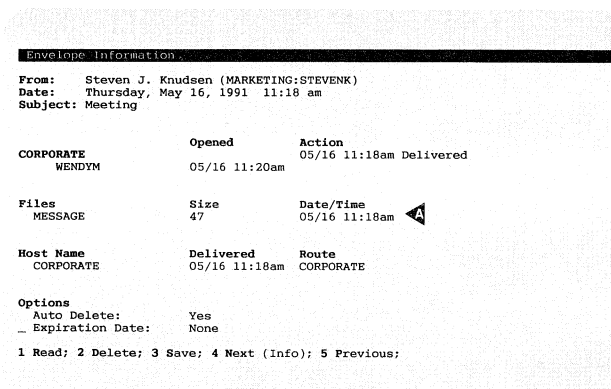 Envelope Information
From: Steven J. Knudsen (MARKETING:STEVENK)
Date: Thursday, May 16, 1991 11:18 am
Subject: Meeting
Opened Action
CORPORATE 05/16 11:18am Delivered
WENDYM 05/16 11:20am
Files Size Date/Time
MESSAGE 47 05/16 11:18am A
Host Name Delivered Route
CORPORATE 05/16 11:18am CORPORATE
Options
Auto Delete: Yes
_ Expiration Date: None
1 Read; 2 Delete; 3 Save; 4 Next (Info); 5 Previous;